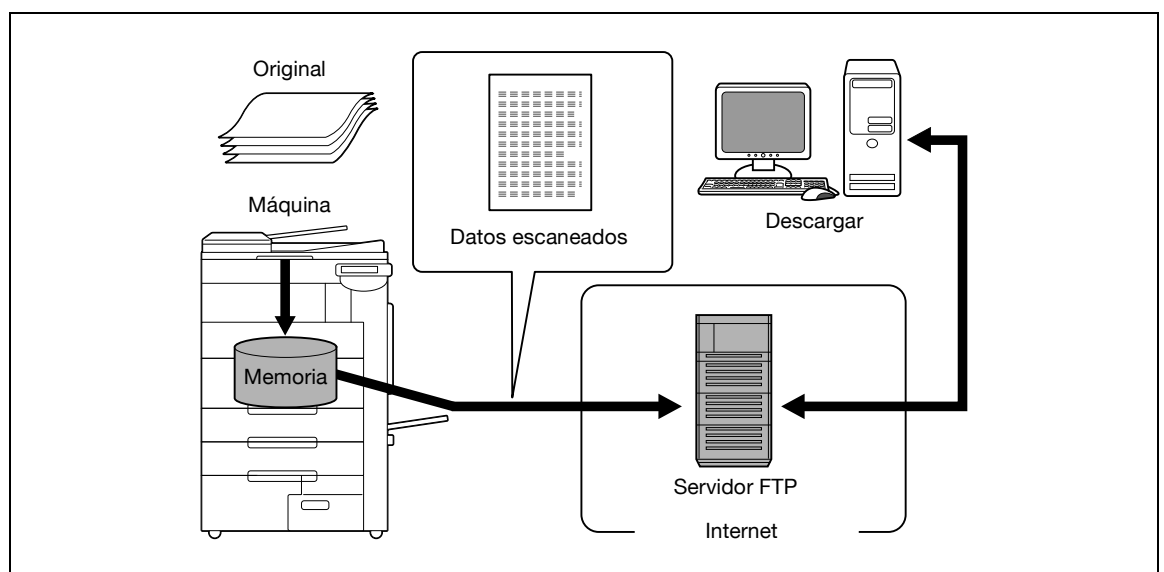 Original
Máquina
Datos escaneados
Descargar
Memoria
Servidor FTP
Internet